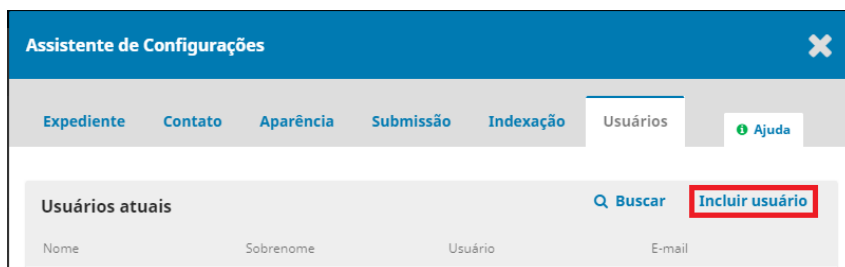 Assistente de Configurações
Expediente Contato Aparência Submissão Indexação Usuários Ajuda
Usuários atuais Buscar Incluir usuário
Nome Sobrenome Usuário E-mail